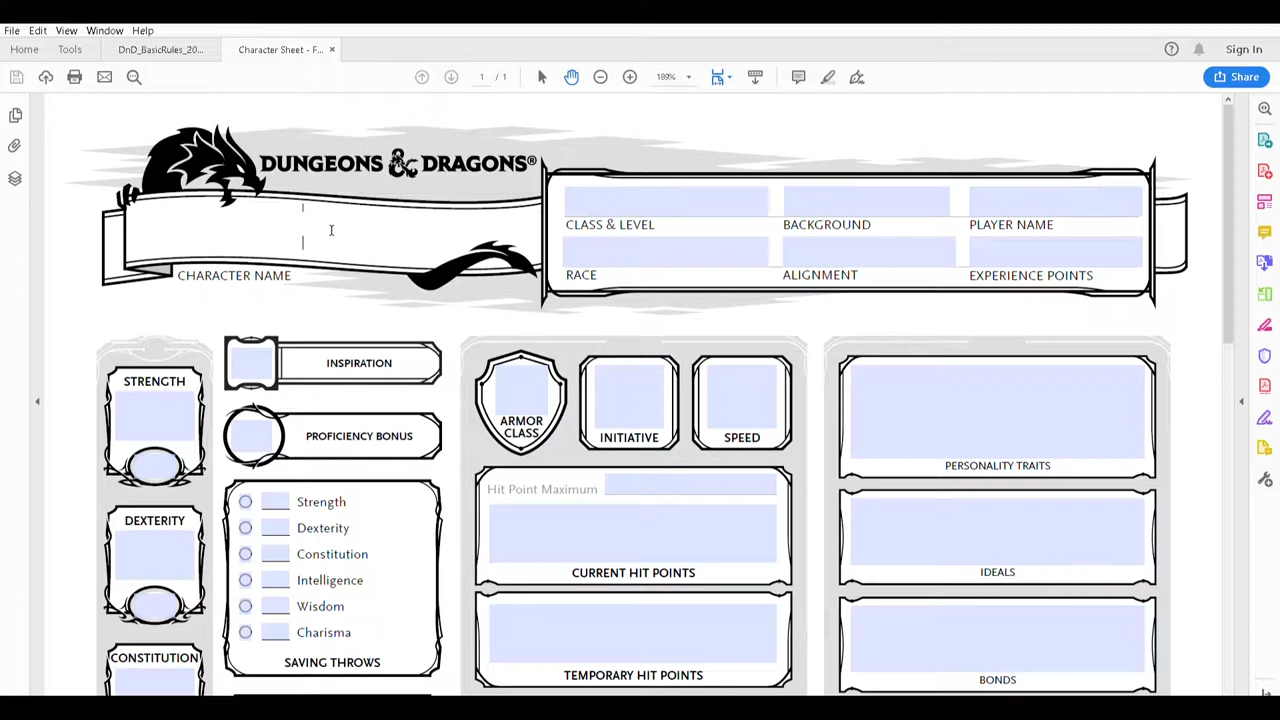 File Edit View Window Help
Home Tools DnD_BasicRules_20... Character Sheet - F... × Sign In
1 / 1 189% Share
DUNGEONS & DRAGONS®
CLASS & LEVEL BACKGROUND PLAYER NAME
CHARACTER NAME RACE ALIGNMENT EXPERIENCE POINTS
STRENGTH
INSPIRATION
PROFICIENCY BONUS
DEXTERITY
CONSTITUTION
Strength
Dexterity
Constitution
Intelligence
Wisdom
Charisma
SAVING THROWS
ARMOR
CLASS
INITIATIVE
SPEED
Hit Point Maximum
CURRENT HIT POINTS
TEMPORARY HIT POINTS
PERSONALITY TRAITS
IDEALS
BONDS